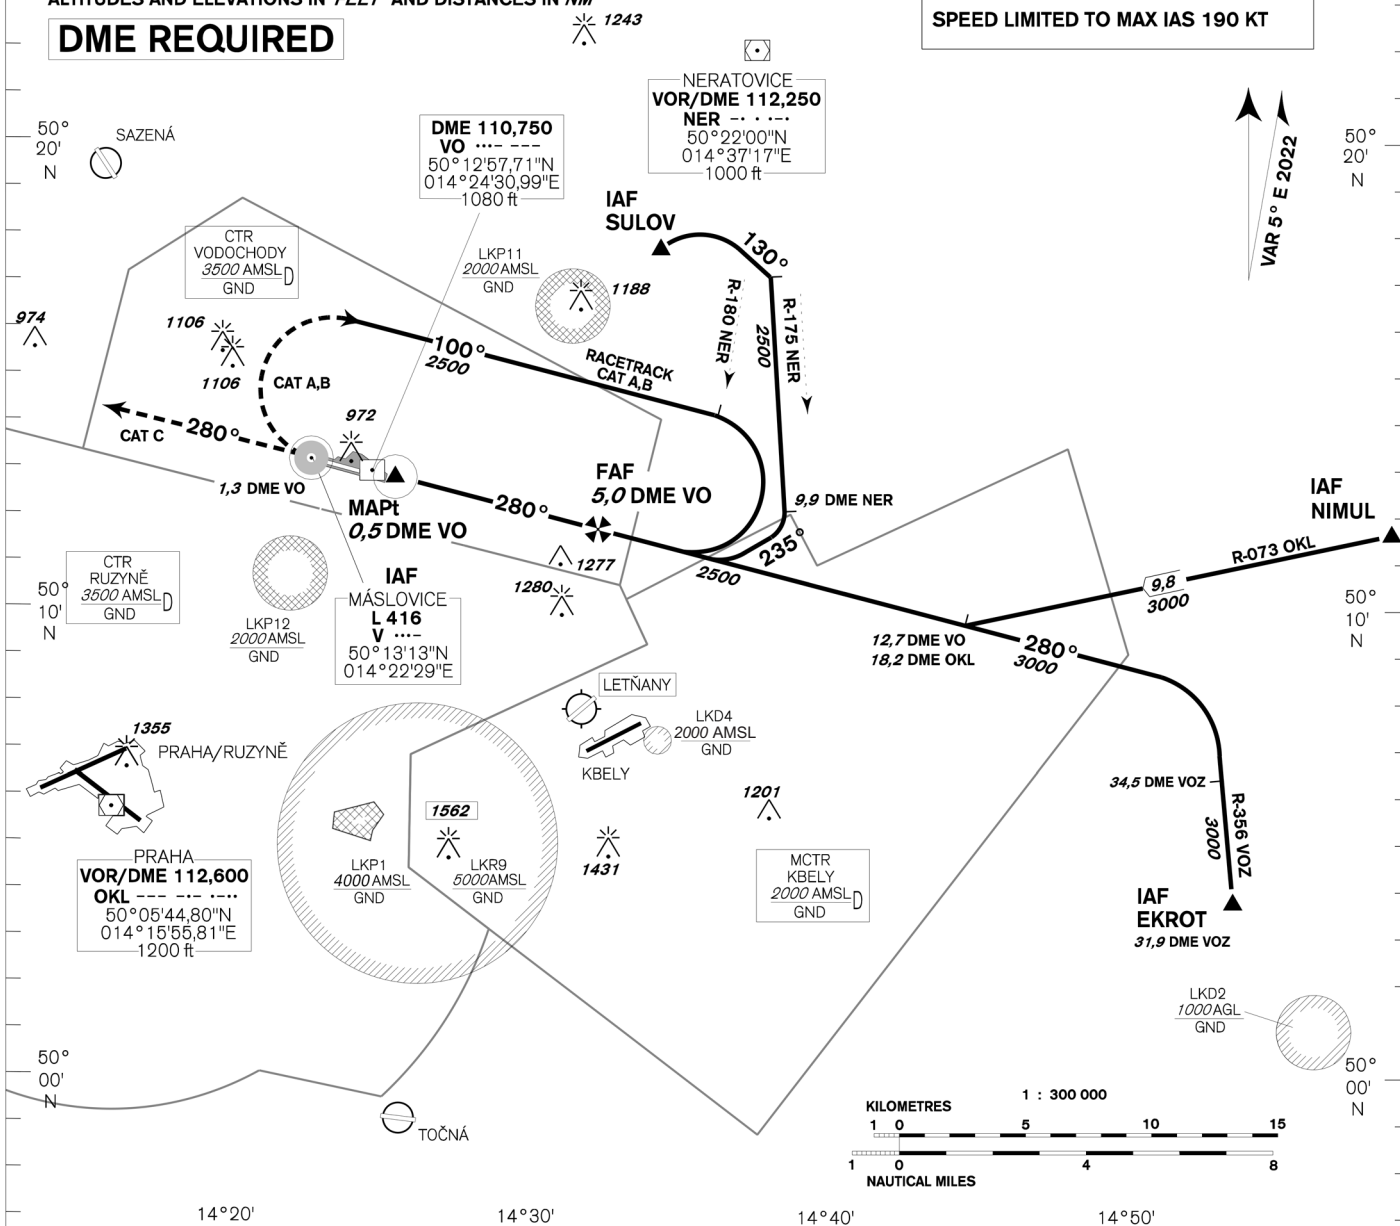 ALTITUDES AND ELEVATIONS IN FEET AND DISTANCES IN NM
DME REQUIRED
SPEED LIMITED TO MAX IAS 190 KT
1243
NERATOVICE
VOR/DME 112,250
NER
50°22'00"N
014°37'17"E
1000 ft
DME 110,750
VO
50°12'57,71"N
014°24'30,99"E
1080 ft
50°
20'
N
SAZENÁ
50°
20'
N
VAR 5° E 2022
IAF
SULOV
130°
CTR
VODOCHODY
3500 AMSL
D
GND
LKP11
2000 AMSL
GND
1188
R-180 NER
2500
R-175 NER
974
1106
1106
CAT A,B
100°
2500
RACETRACK
CAT A,B
CAT C
280°
972
1,3 DME VO
MAPt
0,5 DME VO
280°
FAF
5,0 DME VO
9,9 DME NER
235°
2500
IAF
NIMUL
R-073 OKL
9,8
3000
CTR
RUZYNĚ
3500 AMSL
D
GND
50°
10'
N
LKP12
2000 AMSL
GND
IAF
MÁSLOVICE
L 416
V
50°13'13"N
014°22'29"E
1277
1280
12,7 DME VO
18,2 DME OKL
280°
3000
50°
10'
N
LETŇANY
LKD4
2000 AMSL
GND
KBELY
1355
PRAHA/RUZYNĚ
1201
34,5 DME VOZ
R-356 VOZ
3000
1562
LKP1
4000 AMSL
GND
LKR9
5000 AMSL
GND
1431
MCTR
KBELY
2000 AMSL
D
GND
PRAHA
VOR/DME 112,600
OKL
50°05'44,80"N
014°15'55,81"E
1200 ft
IAF
EKROT
31,9 DME VOZ
LKD2
1000 AGL
GND
50°
00'
N
50°
00'
N
TOČNÁ
1 : 300 000
KILOMETRES
1 0 5 10 15
1 0 4 8
NAUTICAL MILES
14°20' 14°30' 14°40' 14°50'